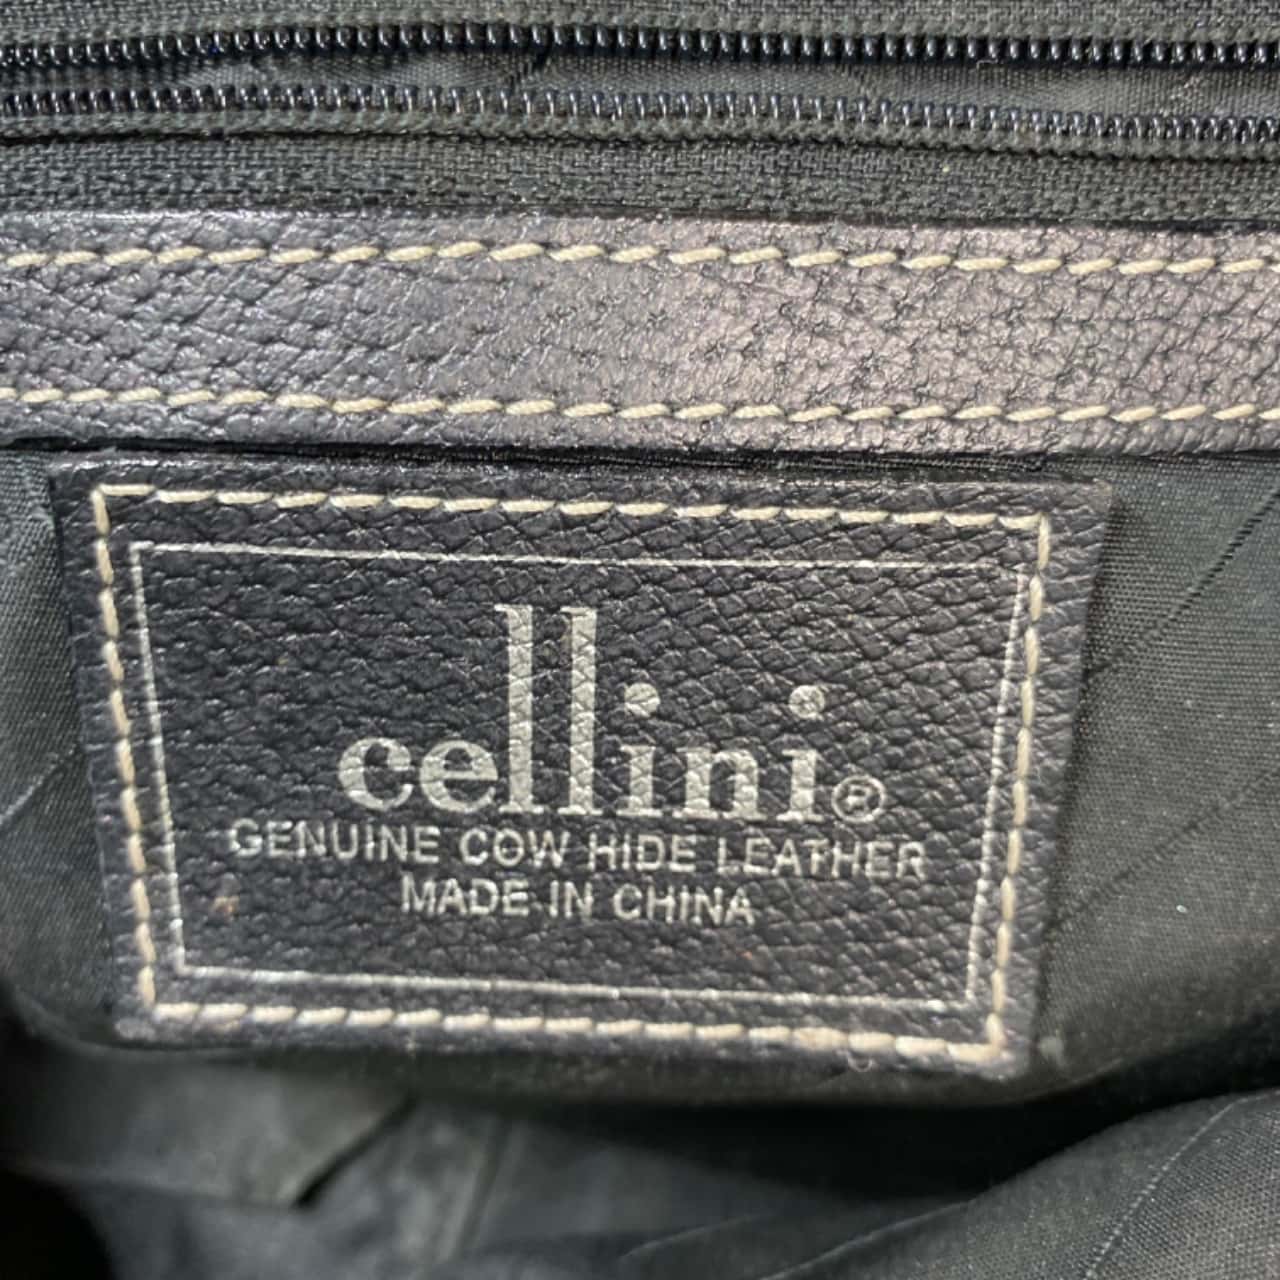 cellini®
GENUINE COW HIDE LEATHER
MADE IN CHINA